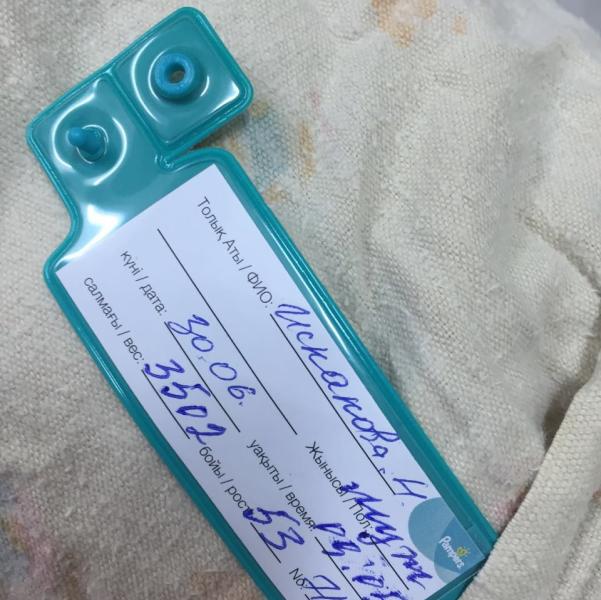 Толық Аты / ФИО: Искакова. Н.
Жынысы / Пол:
күні / дата: 30.06. уақыты / время:
салмағы / вес: 3502 бойы / рост: 53 №:
Pampers